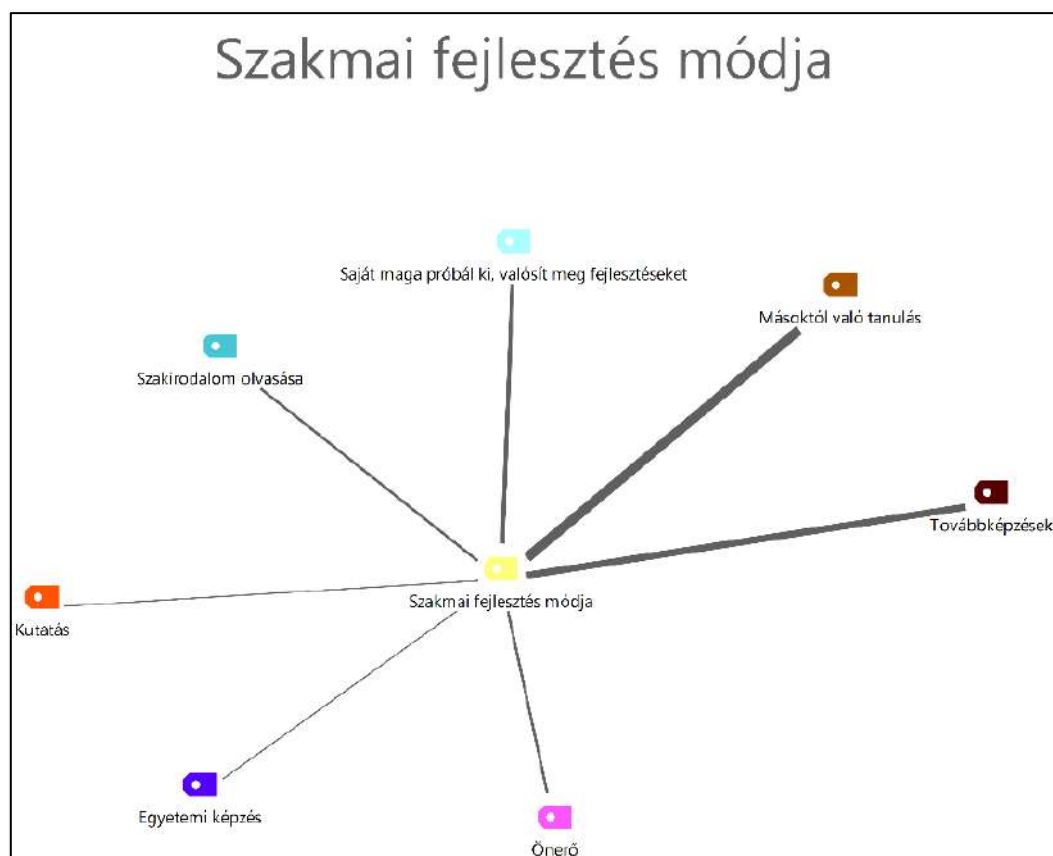 Szakmai fejlesztés módja
Saját maga próbál ki, valósít meg fejlesztéseket
Másoktól való tanulás
Szakirodalom olvasása
Továbbképzések
Szakmai fejlesztés módja
Kutatás
Egyetemi képzés
Önerő